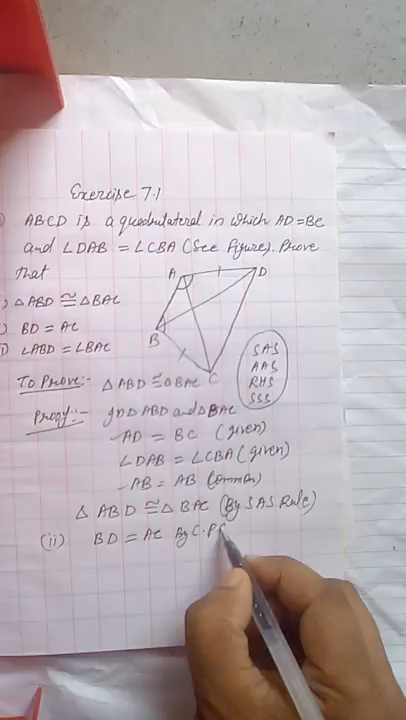 Exercise 7.1
ABCD is a quadrilateral in which AD = BC
and ∠DAB = ∠CBA (See figure). Prove
that
) △ABD ≅ △BAC
) BD = AC
i) ∠ABD = ∠BAC
A
D
B
C
SAS
AAS
RHS
SSS
To Prove:- △ABD ≅ △BAC
Proof:- In △ABD and △BAC
-AD = BC (given)
∠DAB = ∠CBA (given)
-AB = AB (ommon)
△ ABD ≅ △ BAC (By SAS Rule)
(ii) BD = AC By C.P.